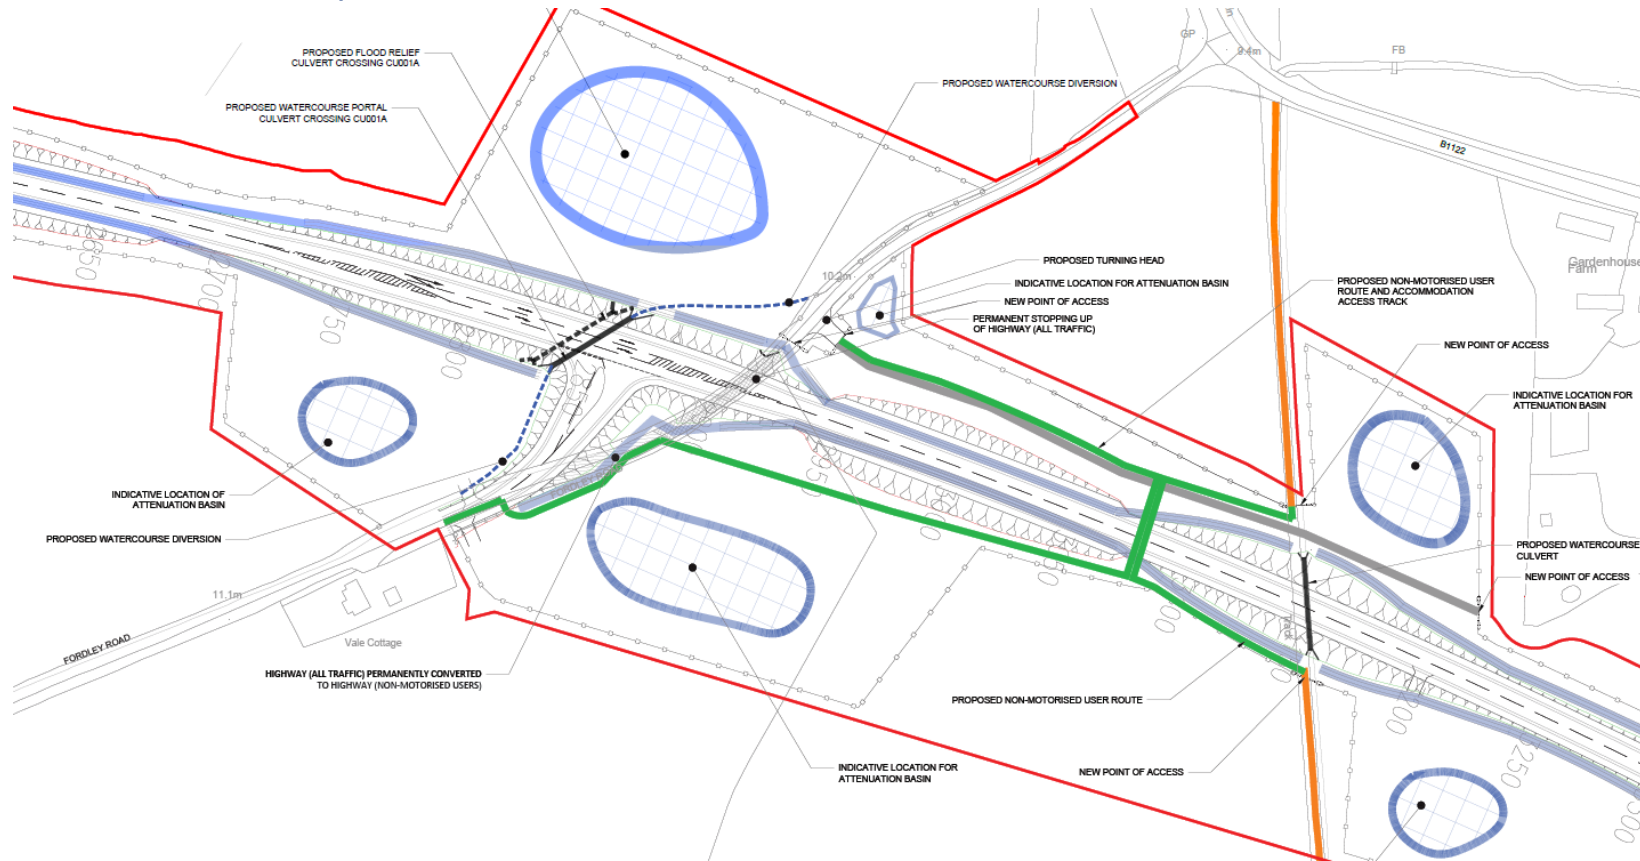 PROPOSED FLOOD RELIEF
CULVERT CROSSING CU001A
PROPOSED WATERCOURSE PORTAL
CULVERT CROSSING CU001A
PROPOSED WATERCOURSE DIVERSION
GP
9.4m
FB
B1122
Gardenhouse
Farm
10.2m
PROPOSED TURNING HEAD
INDICATIVE LOCATION FOR ATTENUATION BASIN
NEW POINT OF ACCESS
PERMANENT STOPPING UP
OF HIGHWAY (ALL TRAFFIC)
PROPOSED NON-MOTORISED USER
ROUTE AND ACCOMMODATION
ACCESS TRACK
NEW POINT OF ACCESS
INDICATIVE LOCATION FOR
ATTENUATION BASIN
INDICATIVE LOCATION OF
ATTENUATION BASIN
PROPOSED WATERCOURSE DIVERSION
FORDLEY ROAD
PROPOSED WATERCOURSE
CULVERT
NEW POINT OF ACCESS
11.1m
Vale Cottage
FORDLEY ROAD
Track
HIGHWAY (ALL TRAFFIC) PERMANENTLY CONVERTED
TO HIGHWAY (NON-MOTORISED USERS)
PROPOSED NON-MOTORISED USER ROUTE
INDICATIVE LOCATION FOR
ATTENUATION BASIN
NEW POINT OF ACCESS